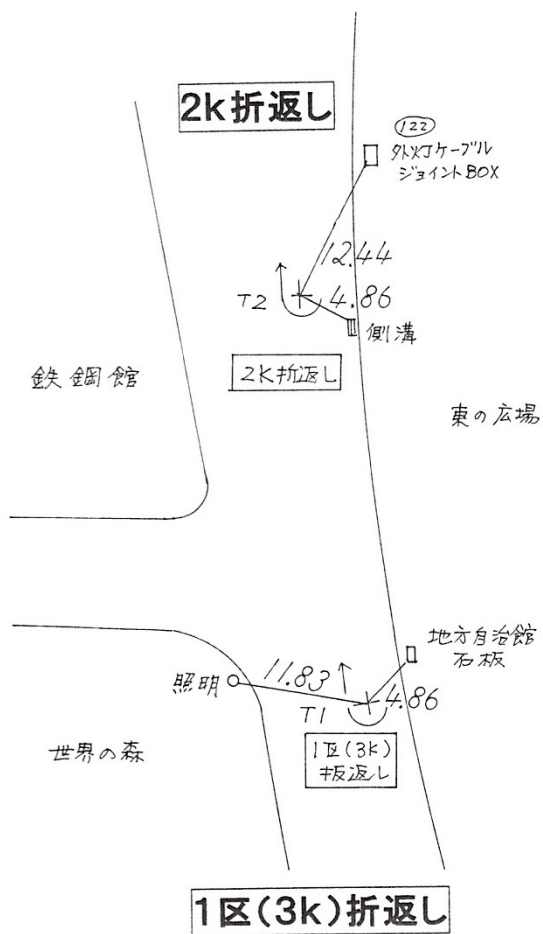 2k折返し
122
外灯ケーブル
ジョイントBOX
12.44
T2
4.86
側溝
2K折返し
鉄鋼館
東の広場
地方自治館
石板
照明
11.83
4.86
T1
1区(3K)
折返し
世界の森
1区(3k)折返し